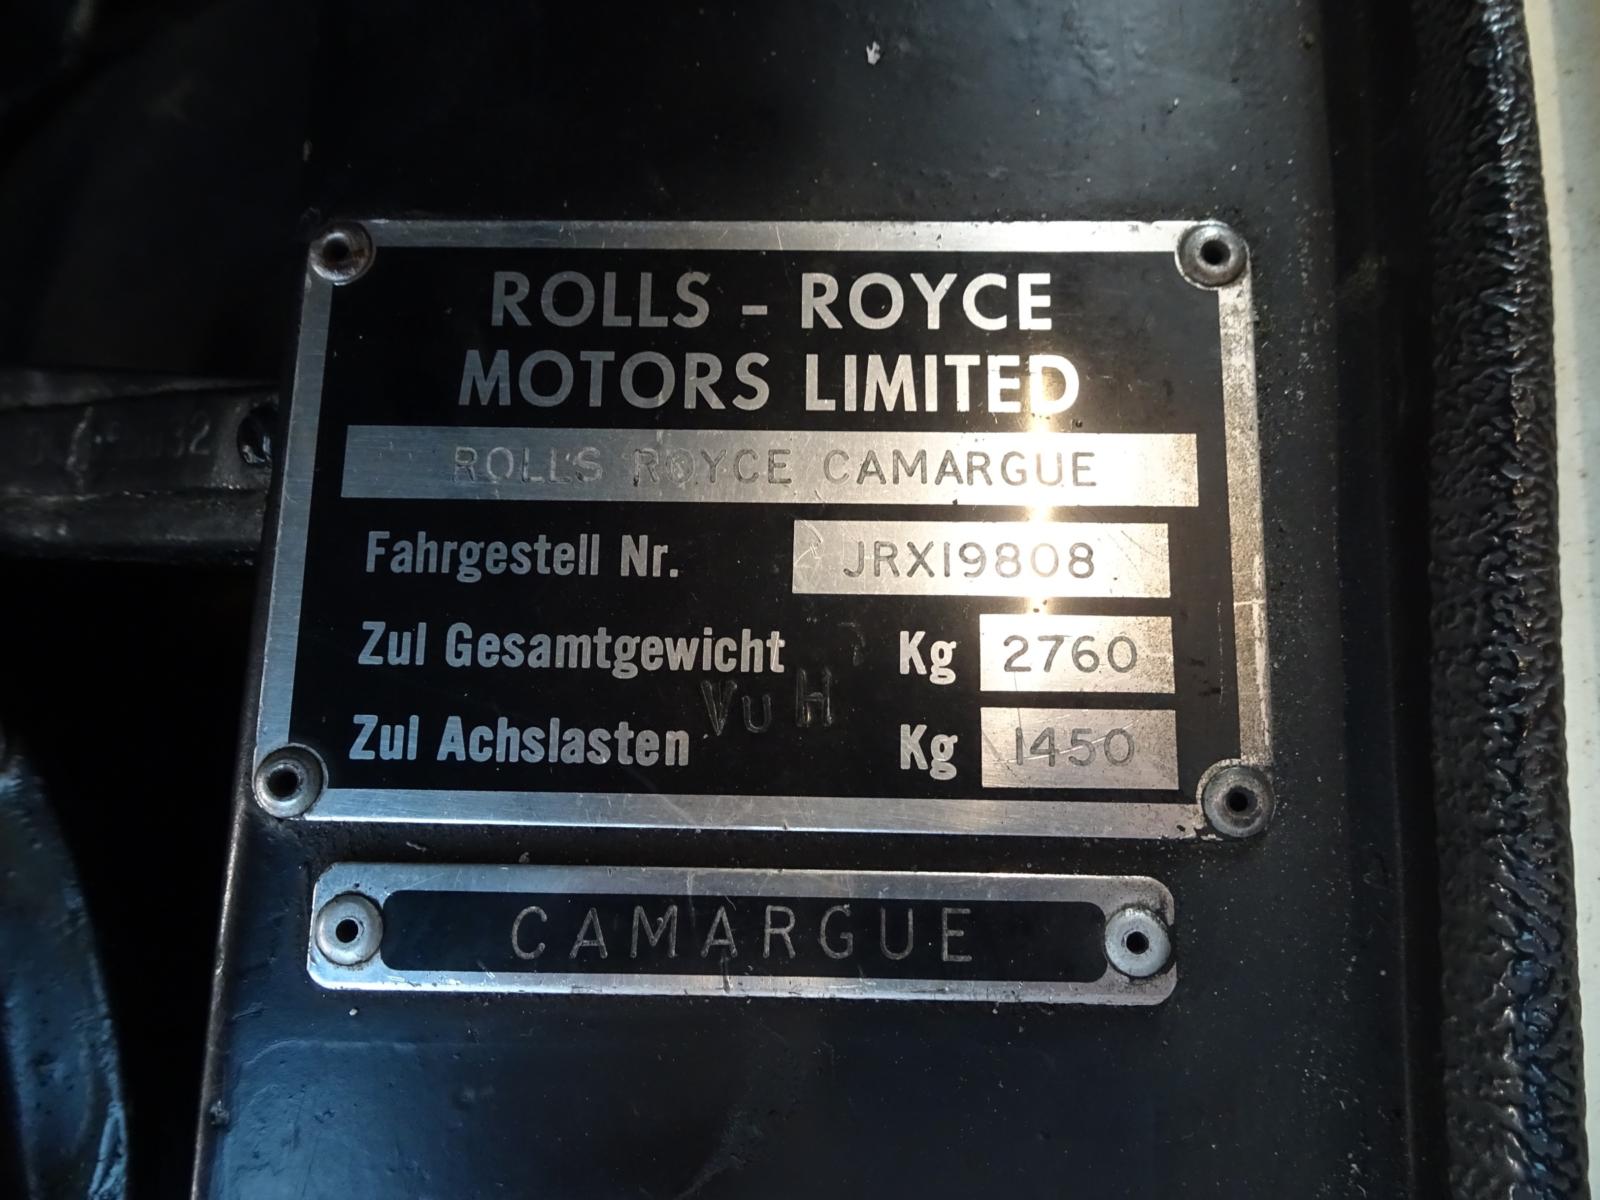 ROLLS - ROYCE
MOTORS LIMITED
ROLLS ROYCE CAMARGUE
Fahrgestell Nr. JRX19808
Zul Gesamtgewicht Kg 2760
V u H
Zul Achslasten Kg 1450
CAMARGUE